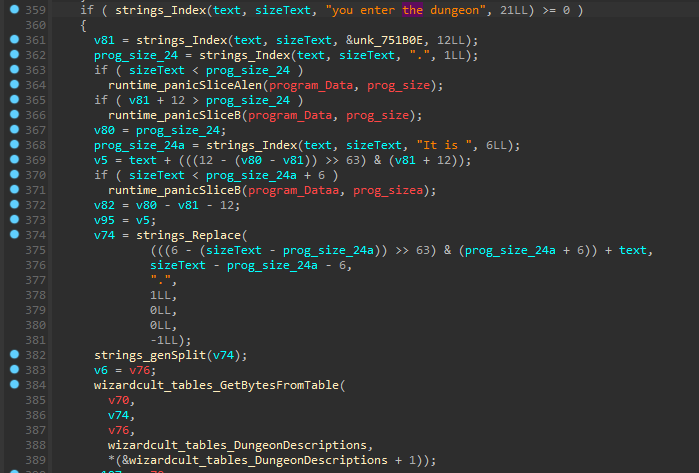 359 if ( strings_Index(text, sizeText, "you enter the dungeon", 21LL) >= 0 )
360 {
361 v81 = strings_Index(text, sizeText, &unk_751B0E, 12LL);
362 prog_size_24 = strings_Index(text, sizeText, ".", 1LL);
363 if ( sizeText < prog_size_24 )
364 runtime_panicSliceAlen(program_Data, prog_size);
365 if ( v81 + 12 > prog_size_24 )
366 runtime_panicSliceB(program_Data, prog_size);
367 v80 = prog_size_24;
368 prog_size_24a = strings_Index(text, sizeText, "It is ", 6LL);
369 v5 = text + (((12 - (v80 - v81)) >> 63) & (v81 + 12));
370 if ( sizeText < prog_size_24a + 6 )
371 runtime_panicSliceB(program_Dataa, prog_sizea);
372 v82 = v80 - v81 - 12;
373 v95 = v5;
374 v74 = strings_Replace(
375 (((6 - (sizeText - prog_size_24a)) >> 63) & (prog_size_24a + 6)) + text,
376 sizeText - prog_size_24a - 6,
377 ".",
378 1LL,
379 0LL,
380 0LL,
381 -1LL);
382 strings_genSplit(v74);
383 v6 = v76;
384 wizardcult_tables_GetBytesFromTable(
385 v70,
386 v74,
387 v76,
388 wizardcult_tables_DungeonDescriptions,
389 *(&wizardcult_tables_DungeonDescriptions + 1));